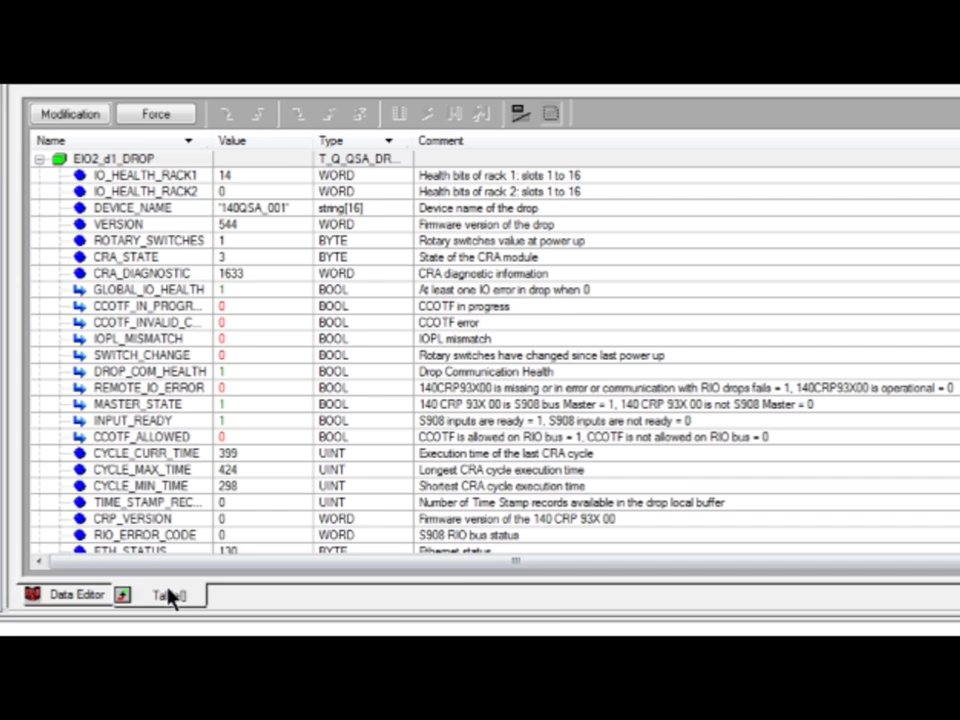 Modification Force
Name Value Type Comment
EIO2_d1_DROP T_Q_QSA_DR...
IO_HEALTH_RACK1 14 WORD Health bits of rack 1: slots 1 to 16
IO_HEALTH_RACK2 0 WORD Health bits of rack 2: slots 1 to 16
DEVICE_NAME "140QSA_001' string[16] Device name of the drop
VERSION 544 WORD Firmware version of the drop
ROTARY_SWITCHES 1 BYTE Rotary switches value at power up
CRA_STATE 3 BYTE State of the CRA module
CRA_DIAGNOSTIC 1633 WORD CRA diagnostic information
GLOBAL_IO_HEALTH 1 BOOL At least one IO error in drop when 0
CCOTF_IN_PROGR... 0 BOOL CCOTF in progress
CCOTF_INVALID_C... 0 BOOL CCOTF error
IOPL_MISMATCH 0 BOOL IOPL mismatch
SWITCH_CHANGE 0 BOOL Rotary switches have changed since last power up
DROP_COM_HEALTH 1 BOOL Drop Communication Health
REMOTE_IO_ERROR 0 BOOL 140CRP93X00 is missing or in error or communication with RIO drops fails = 1, 140CRP93X00 is operational = 0
MASTER_STATE 1 BOOL 140 CRP 93X 00 is S908 bus Master = 1, 140 CRP 93X 00 is not S908 Master = 0
INPUT_READY 1 BOOL S908 inputs are ready = 1, S908 inputs are not ready = 0
CCOTF_ALLOWED 0 BOOL CCOTF is allowed on RIO bus = 1, CCOTF is not allowed on RIO bus = 0
CYCLE_CURR_TIME 399 UINT Execution time of the last CRA cycle
CYCLE_MAX_TIME 424 UINT Longest CRA cycle execution time
CYCLE_MIN_TIME 298 UINT Shortest CRA cycle execution time
TIME_STAMP_REC... 0 UINT Number of Time Stamp records available in the drop local buffer
CRP_VERSION 0 WORD Firmware version of the 140 CRP 93X 00
RIO_ERROR_CODE 0 WORD S908 RIO bus status
ETH_STATUS 130 BYTE Ethernet status
Data Editor